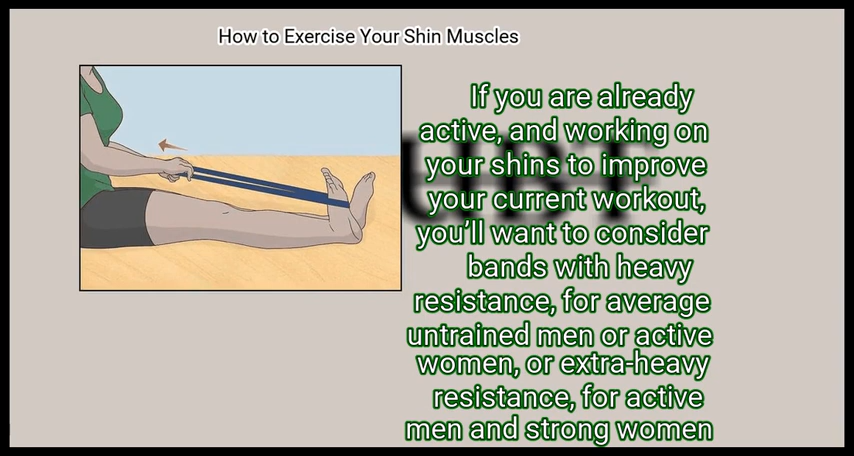 How to Exercise Your Shin Muscles
If you are already
active, and working on
your shins to improve
your current workout,
you’ll want to consider
bands with heavy
resistance, for average
untrained men or active
women, or extra-heavy
resistance, for active
men and strong women